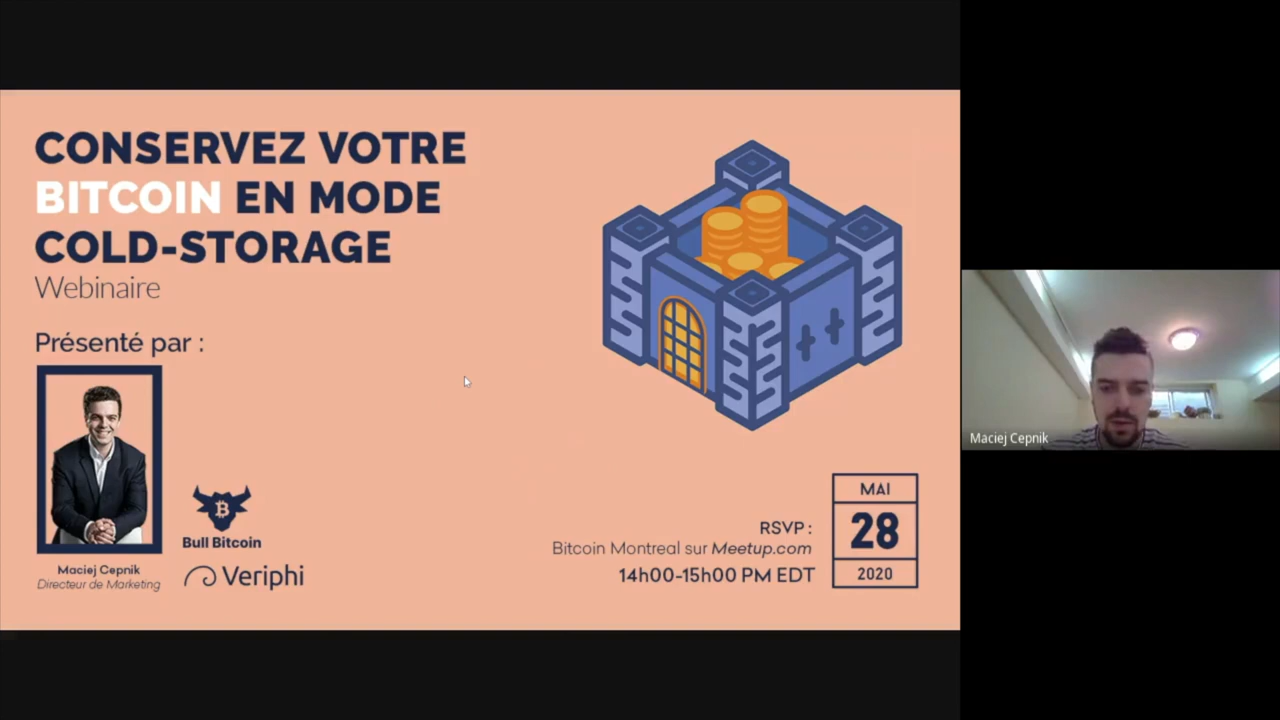 CONSERVEZ VOTRE
BITCOIN EN MODE
COLD-STORAGE
Webinaire
Présenté par :
Bull Bitcoin
Veriphi
Maciej Cepnik
Directeur de Marketing
RSVP :
Bitcoin Montreal sur Meetup.com
14h00-15h00 PM EDT
MAI
28
2020
Maciej Cepnik